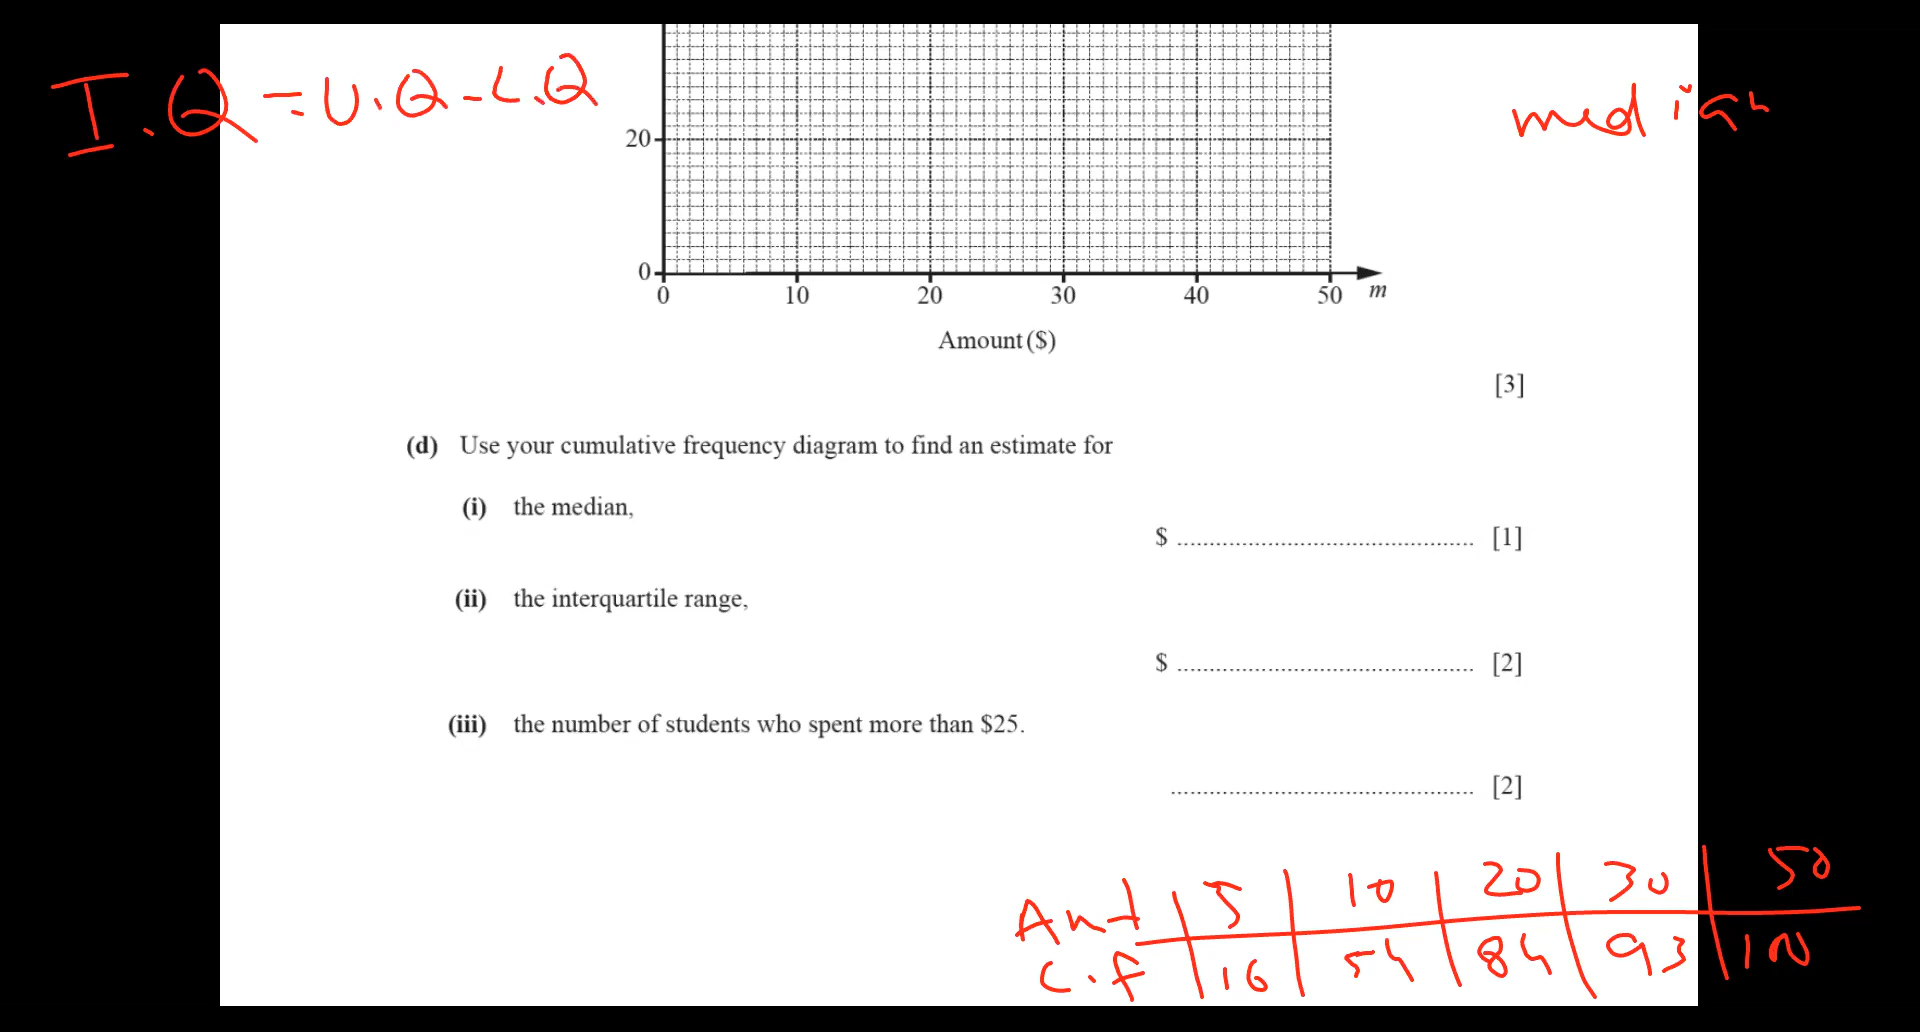 I.Q = U.Q - L.Q
median
20
0
0 10 20 30 40 50 m
Amount ($)
[3]
(d) Use your cumulative frequency diagram to find an estimate for
(i) the median,
$ ............................................. [1]
(ii) the interquartile range,
$ ............................................. [2]
(iii) the number of students who spent more than $25.
.............................................. [2]
Amt 5 10 20 30 50
C.f 16 54 84 93 100